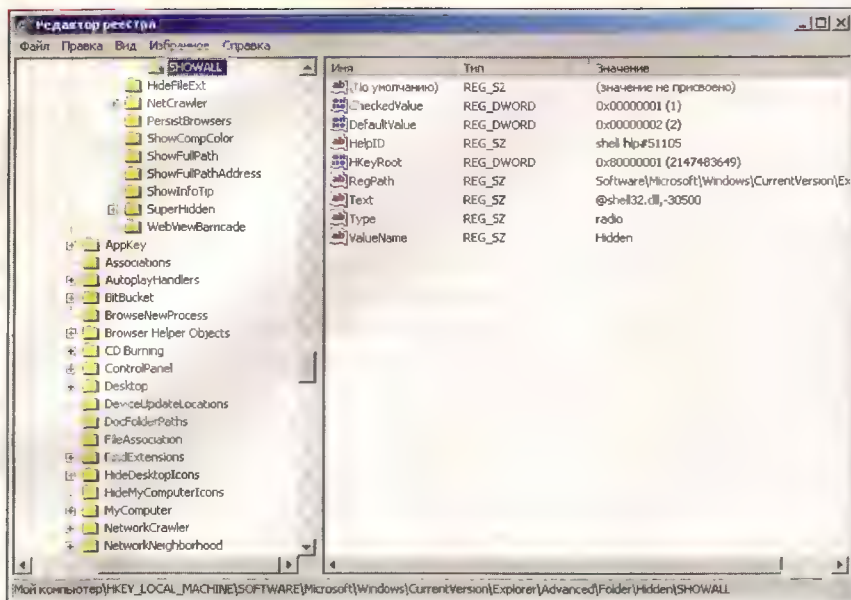 Редактор реестра
Файл Правка Вид Избранное Справка
SHOWALL
HideFileExt
NetCrawler
PersistBrowsers
ShowCompColor
ShowFullPath
ShowFullPathAddress
ShowInfoTip
SuperHidden
WebViewBarricade
AppKey
Associations
AutoplayHandlers
BitBucket
BrowseNewProcess
Browser Helper Objects
CD Burning
ControlPanel
Desktop
DeviceUpdateLocations
DocFolderPaths
FileAssociation
FindExtensions
HideDesktopIcons
HideMyComputerIcons
MyComputer
NetworkCrawler
NetworkNeighborhood
Имя Тип Значение
(По умолчанию) REG_SZ (значение не присвоено)
CheckedValue REG_DWORD 0x00000001 (1)
DefaultValue REG_DWORD 0x00000002 (2)
HelpID REG_SZ shell.hlp#51105
HKeyRoot REG_DWORD 0x80000001 (2147483649)
RegPath REG_SZ Software\Microsoft\Windows\CurrentVersion\Ex
Text REG_SZ @shell32.dll,-30500
Type REG_SZ radio
ValueName REG_SZ Hidden
Мой компьютер\HKEY_LOCAL_MACHINE\SOFTWARE\Microsoft\Windows\CurrentVersion\Explorer\Advanced\Folder\Hidden\SHOWALL